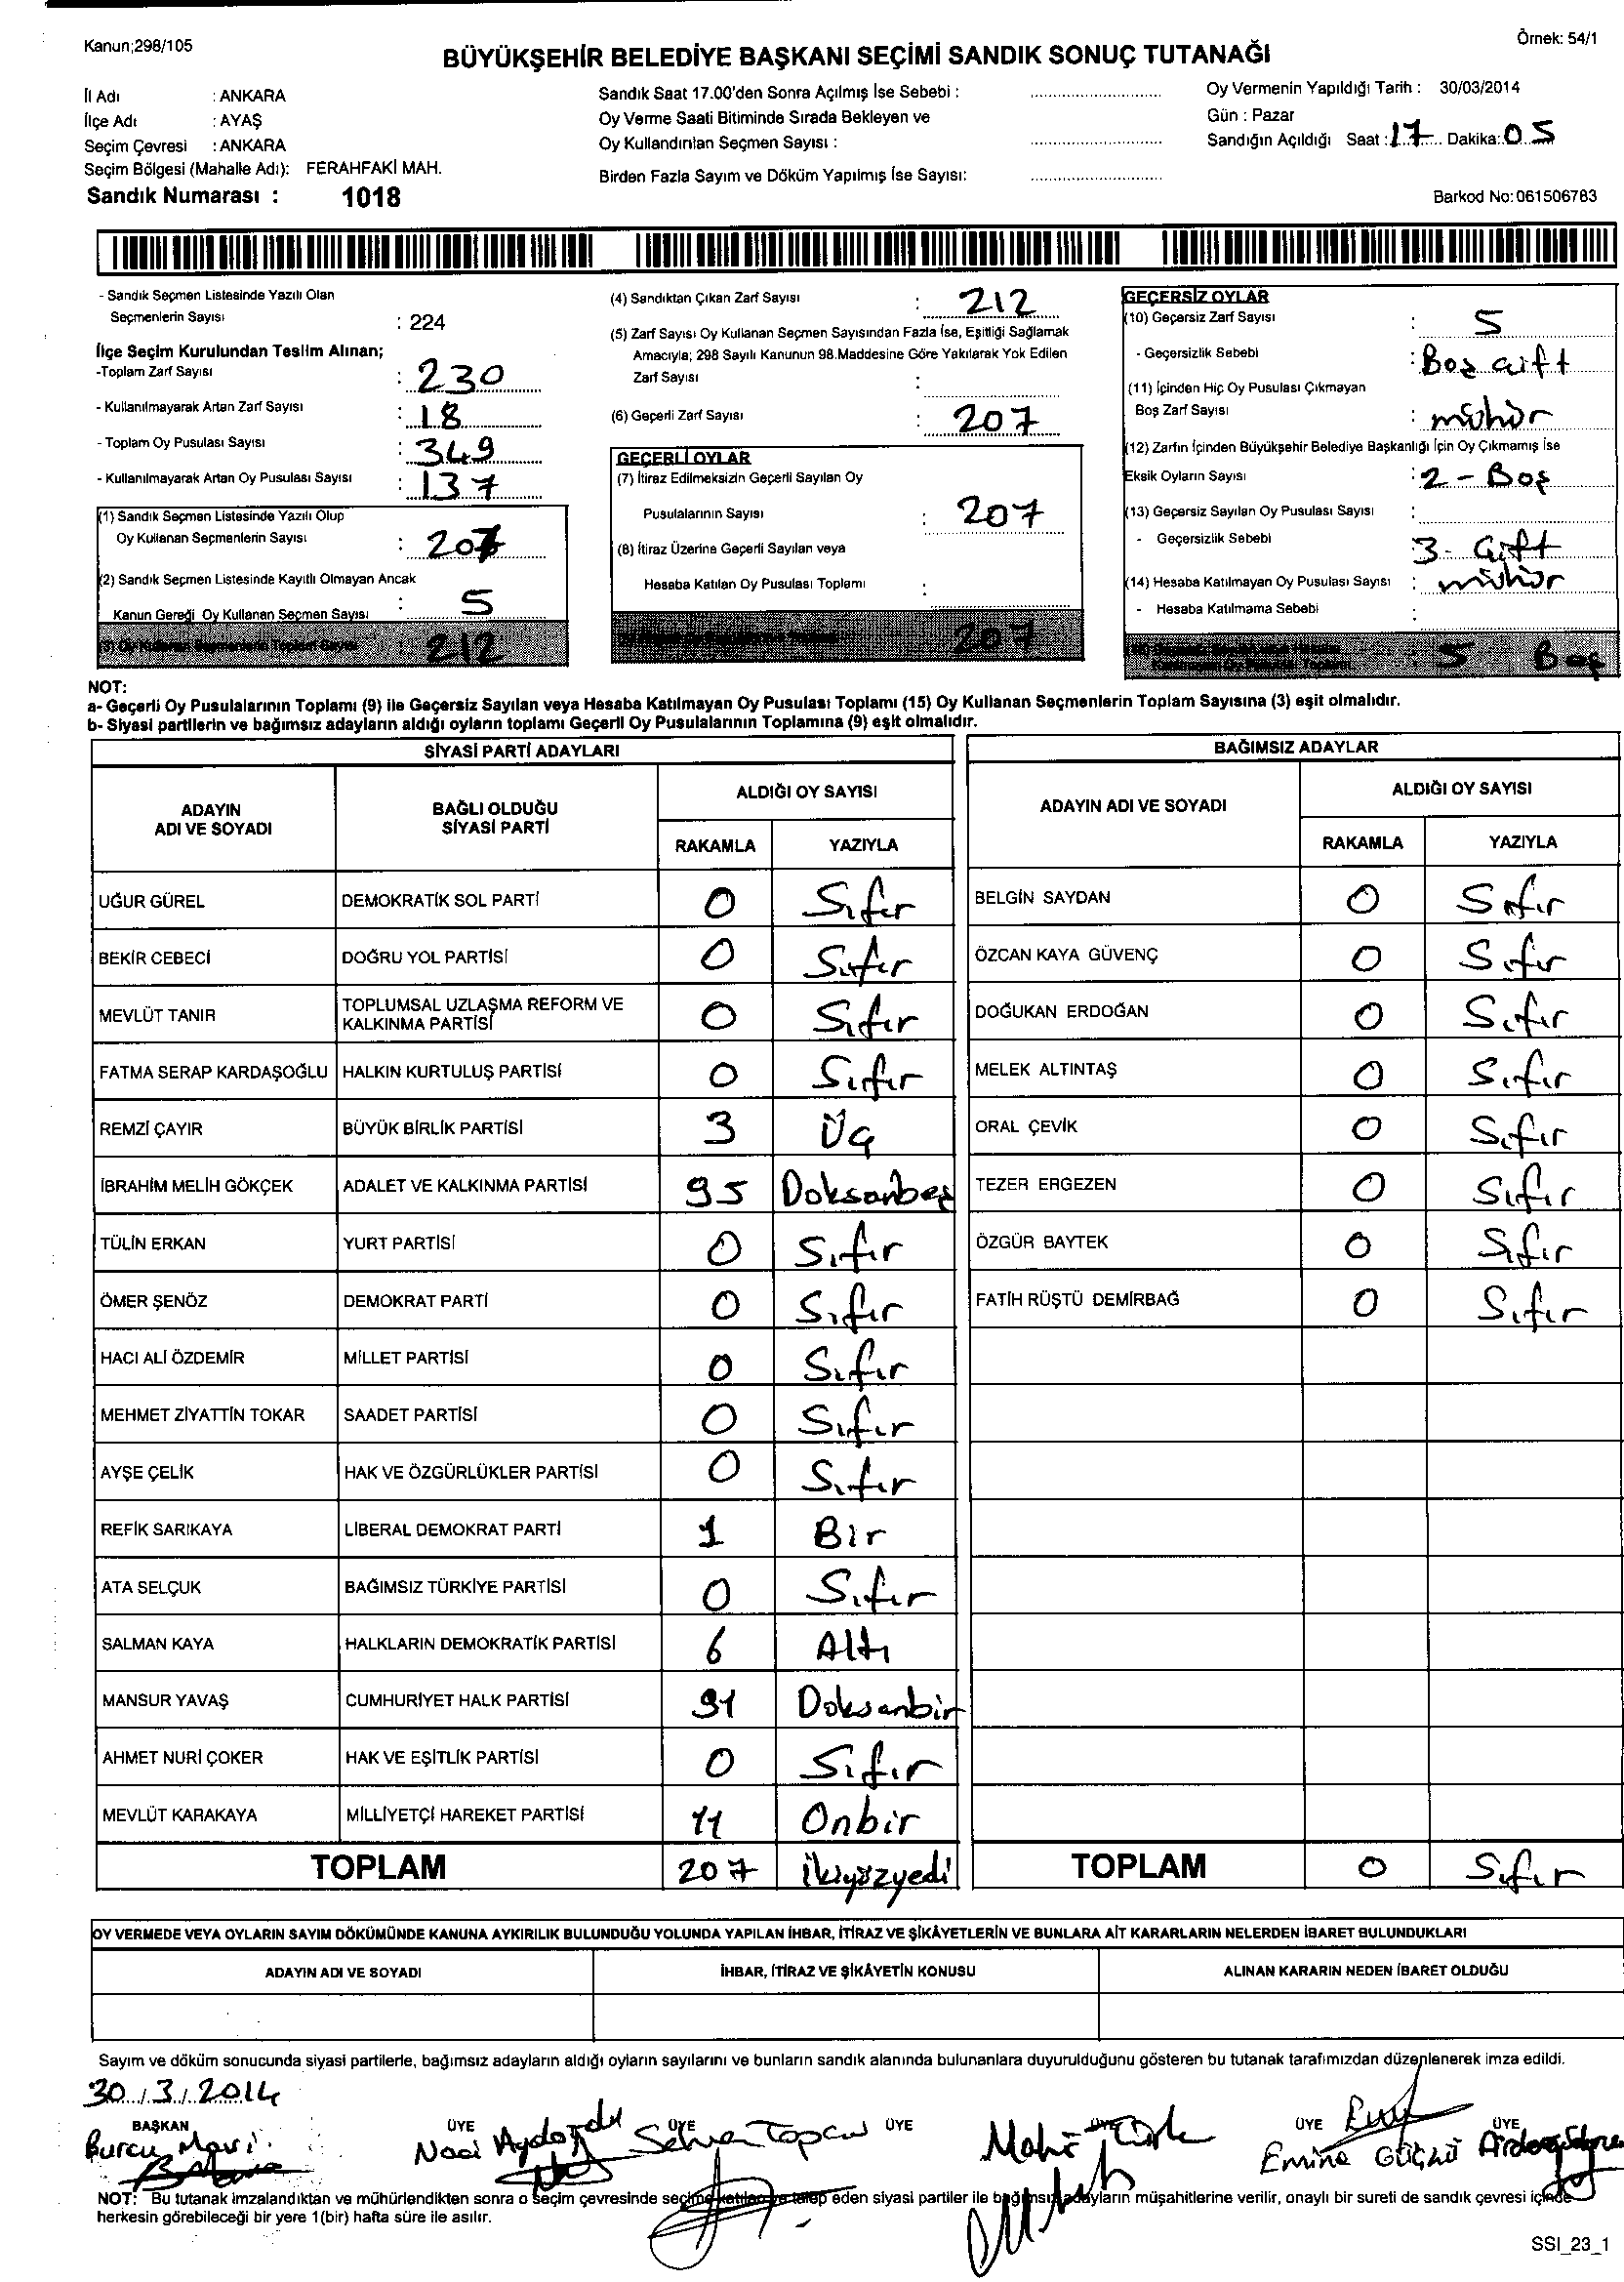 Kanun;298/105
Örnek: 54/1
BÜYÜKŞEHİR BELEDİYE BAŞKANI SEÇİMİ SANDIK SONUÇ TUTANAĞI
İl Adı : ANKARA
İlçe Adı : AYAŞ
Seçim Çevresi : ANKARA
Seçim Bölgesi (Mahalle Adı): FERAHFAKİ MAH.
Sandık Numarası : 1018
Sandık Saat 17.00'den Sonra Açılmış İse Sebebi :
Oy Verme Saati Bitiminde Sırada Bekleyen ve
Oy Kullandırılan Seçmen Sayısı :
Birden Fazla Sayım ve Döküm Yapılmış İse Sayısı:
Oy Vermenin Yapıldığı Tarih : 30/03/2014
Gün : Pazar
Sandığın Açıldığı Saat : 17 Dakika: 05
Barkod No: 061506783
- Sandık Seçmen Listesinde Yazılı Olan
Seçmenlerin Sayısı : 224
İlçe Seçim Kurulundan Teslim Alınan;
-Toplam Zarf Sayısı : 230
- Kullanılmayarak Artan Zarf Sayısı : 18
- Toplam Oy Pusulası Sayısı : 349
- Kullanılmayarak Artan Oy Pusulası Sayısı : 137
(1) Sandık Seçmen Listesinde Yazılı Olup
Oy Kullanan Seçmenlerin Sayısı : 207
(2) Sandık Seçmen Listesinde Kayıtlı Olmayan Ancak
Kanun Gereği Oy Kullanan Seçmen Sayısı : 5
(3) Oy Kullanan Seçmenlerin Toplam Sayısı : 212
(4) Sandıktan Çıkan Zarf Sayısı : 212
(5) Zarf Sayısı Oy Kullanan Seçmen Sayısından Fazla İse, Eşitliği Sağlamak
Amacıyla; 298 Sayılı Kanunun 98.Maddesine Göre Yakılarak Yok Edilen
Zarf Sayısı :
(6) Geçerli Zarf Sayısı : 207
GEÇERLİ OYLAR
(7) İtiraz Edilmeksizin Geçerli Sayılan Oy
Pusulalarının Sayısı : 207
(8) İtiraz Üzerine Geçerli Sayılan veya
Hesaba Katılan Oy Pusulası Toplamı :
207
GEÇERSİZ OYLAR
(10) Geçersiz Zarf Sayısı : 5
- Geçersizlik Sebebi : Boş çift
(11) İçinden Hiç Oy Pusulası Çıkmayan
Boş Zarf Sayısı : mühür
(12) Zarfın İçinden Büyükşehir Belediye Başkanlığı İçin Oy Çıkmamış İse
Eksik Oyların Sayısı : 2 - Boş
(13) Geçersiz Sayılan Oy Pusulası Sayısı :
- Geçersizlik Sebebi : 3- Çift
(14) Hesaba Katılmayan Oy Pusulası Sayısı : mühür
- Hesaba Katılmama Sebebi :
5 Boş
NOT:
a- Geçerli Oy Pusulalarının Toplamı (9) ile Geçersiz Sayılan veya Hesaba Katılmayan Oy Pusulası Toplamı (15) Oy Kullanan Seçmenlerin Toplam Sayısına (3) eşit olmalıdır.
b- Siyasi partilerin ve bağımsız adayların aldığı oyların toplamı Geçerli Oy Pusulalarının Toplamına (9) eşit olmalıdır.
SİYASİ PARTİ ADAYLARI
ADAYIN ADI VE SOYADI BAĞLI OLDUĞU SİYASİ PARTİ ALDIĞI OY SAYISI
RAKAMLA YAZIYLA
UĞUR GÜREL DEMOKRATİK SOL PARTİ 0 Sıfır
BEKİR CEBECİ DOĞRU YOL PARTİSİ 0 Sıfır
MEVLÜT TANIR TOPLUMSAL UZLAŞMA REFORM VE KALKINMA PARTİSİ 0 Sıfır
FATMA SERAP KARDAŞOĞLU HALKIN KURTULUŞ PARTİSİ 0 Sıfır
REMZİ ÇAYIR BÜYÜK BİRLİK PARTİSİ 3 Üç
İBRAHİM MELİH GÖKÇEK ADALET VE KALKINMA PARTİSİ 95 Doksanbeş
TÜLİN ERKAN YURT PARTİSİ 0 Sıfır
ÖMER ŞENÖZ DEMOKRAT PARTİ 0 Sıfır
HACI ALİ ÖZDEMİR MİLLET PARTİSİ 0 Sıfır
MEHMET ZİYATTİN TOKAR SAADET PARTİSİ 0 Sıfır
AYŞE ÇELİK HAK VE ÖZGÜRLÜKLER PARTİSİ 0 Sıfır
REFİK SARIKAYA LİBERAL DEMOKRAT PARTİ 1 Bir
ATA SELÇUK BAĞIMSIZ TÜRKİYE PARTİSİ 0 Sıfır
SALMAN KAYA HALKLARIN DEMOKRATİK PARTİSİ 6 Altı
MANSUR YAVAŞ CUMHURİYET HALK PARTİSİ 91 Doksanbir
AHMET NURİ ÇOKER HAK VE EŞİTLİK PARTİSİ 0 Sıfır
MEVLÜT KARAKAYA MİLLİYETÇİ HAREKET PARTİSİ 11 Onbir
TOPLAM 207 ikiyüzyedi
BAĞIMSIZ ADAYLAR
ADAYIN ADI VE SOYADI ALDIĞI OY SAYISI
RAKAMLA YAZIYLA
BELGİN SAYDAN 0 Sıfır
ÖZCAN KAYA GÜVENÇ 0 Sıfır
DOĞUKAN ERDOĞAN 0 Sıfır
MELEK ALTINTAŞ 0 Sıfır
ORAL ÇEVİK 0 Sıfır
TEZER ERGEZEN 0 Sıfır
ÖZGÜR BAYTEK 0 Sıfır
FATİH RÜŞTÜ DEMİRBAĞ 0 Sıfır
TOPLAM 0 Sıfır
OY VERMEDE VEYA OYLARIN SAYIM DÖKÜMÜNDE KANUNA AYKIRILIK BULUNDUĞU YOLUNDA YAPILAN İHBAR, İTİRAZ VE ŞİKÂYETLERİN VE BUNLARA AİT KARARLARIN NELERDEN İBARET BULUNDUKLARI
ADAYIN ADI VE SOYADI İHBAR, İTİRAZ VE ŞİKÂYETİN KONUSU ALINAN KARARIN NEDEN İBARET OLDUĞU
Sayım ve döküm sonucunda siyasi partilerle, bağımsız adayların aldığı oyların sayılarını ve bunların sandık alanında bulunanlara duyurulduğunu gösteren bu tutanak tarafımızdan düzenlenerek imza edildi.
30/3/2014
BAŞKAN ÜYE ÜYE ÜYE ÜYE ÜYE ÜYE
Burcu Mavi Naci Aydoğdu Selver Topcu Emine
NOT: Bu tutanak imzalandıktan ve mühürlendikten sonra o seçim çevresinde seçime katılan ve talep eden siyasi partiler ile bağımsız adayların müşahitlerine verilir, onaylı bir sureti de sandık çevresi içinde
herkesin görebileceği bir yere 1(bir) hafta süre ile asılır.
SSI_23_1